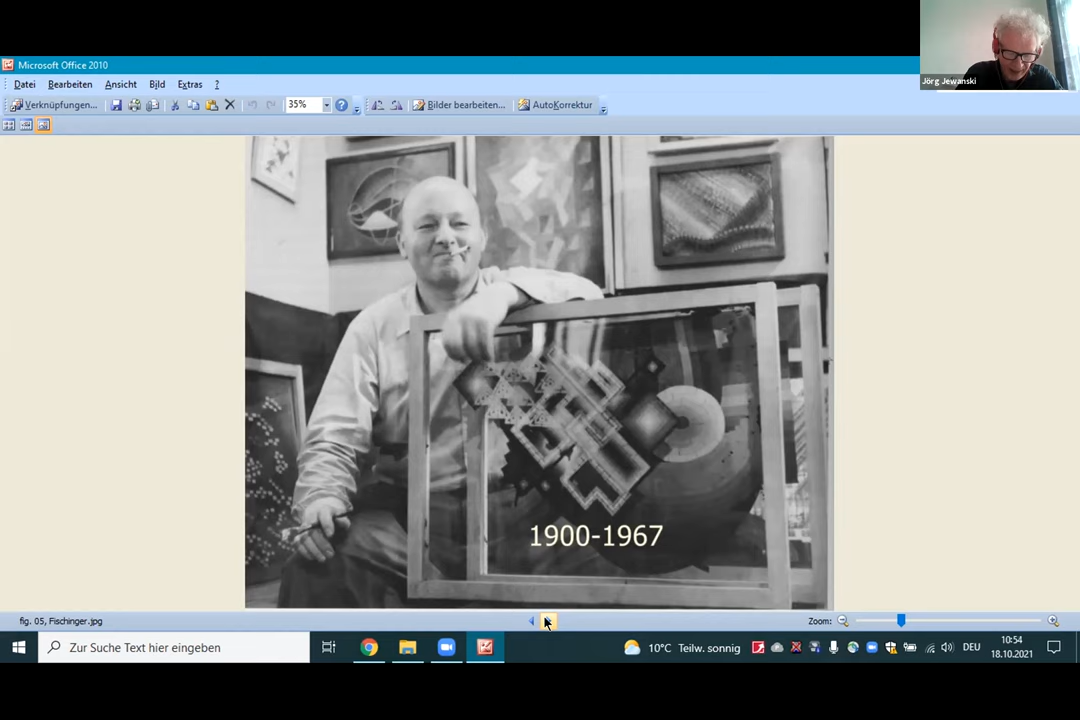 Microsoft Office 2010
Jörg Jewanski
Datei Bearbeiten Ansicht Bild Extras ?
Verknüpfungen... 35% Bilder bearbeiten... AutoKorrektur
1900-1967
fig. 05, Fischinger.jpg
Zoom:
Zur Suche Text hier eingeben
10°C Teilw. sonnig
DEU
10:54
18.10.2021